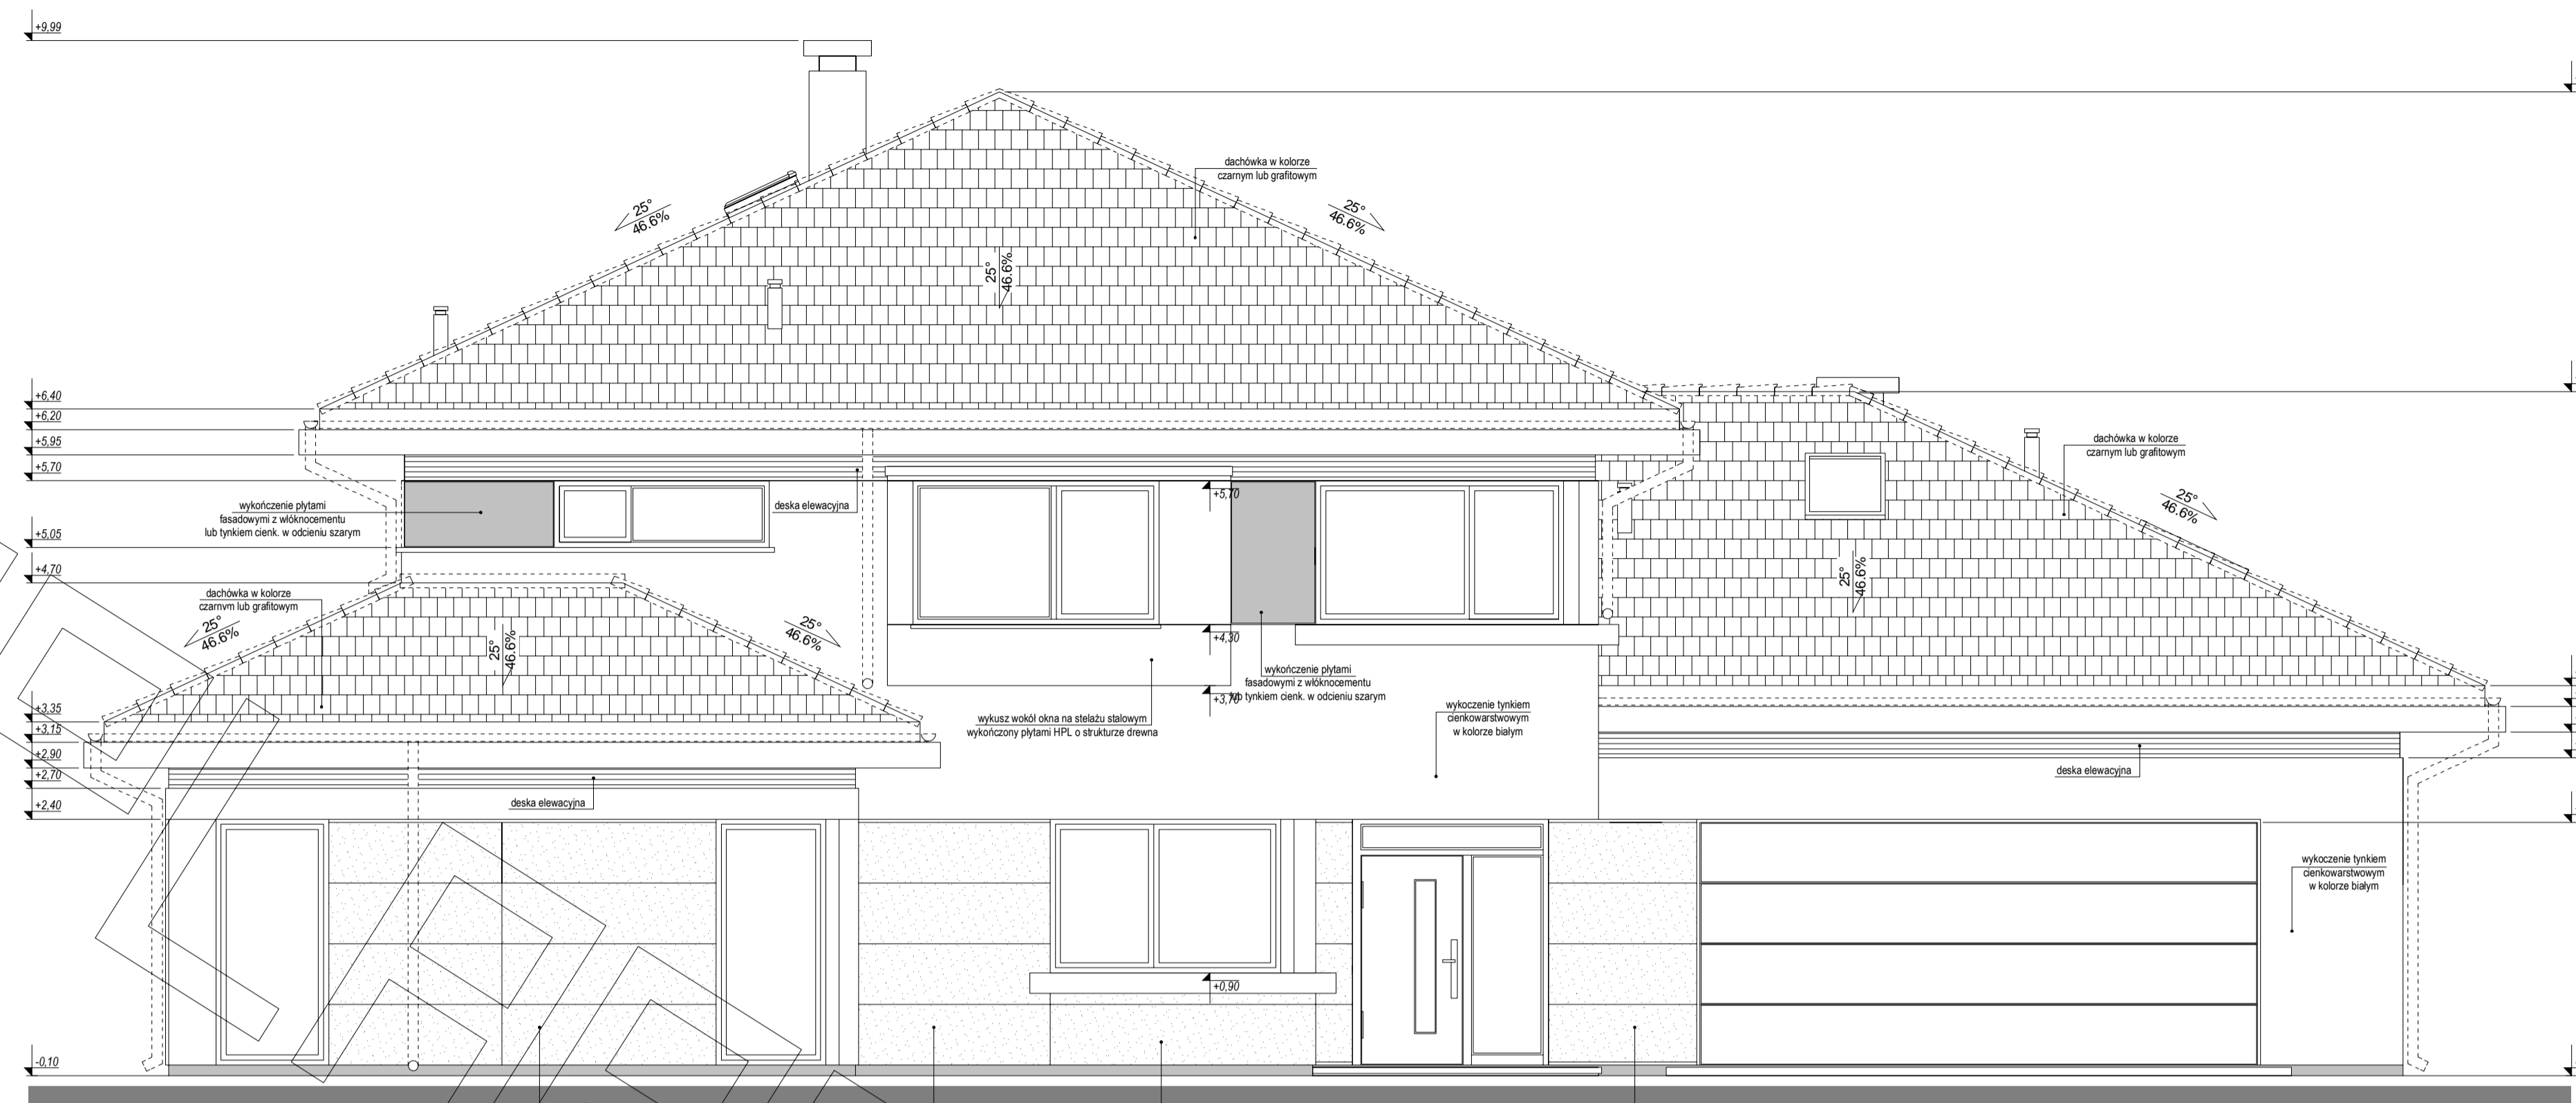 +9,99
dachówka w kolorze
czarnym lub grafitowym
25°
46.6%
25°
46.6%
25°
46.6%
+6,40
+6,20
+5,95
+5,70
dachówka w kolorze
czarnym lub grafitowym
25°
46.6%
wykończenie płytami
fasadowymi z włóknocementu
lub tynkiem cienk. w odcieniu szarym
deska elewacyjna
+5,70
+5,05
+4,70
25°
46.6%
dachówka w kolorze
czarnym lub grafitowym
25°
46.6%
25°
46.6%
25°
46.6%
+4,30
wykończenie płytami
fasadowymi z włóknocementu
lub tynkiem cienk. w odcieniu szarym
+3,70
+3,35
+3,15
+2,90
+2,70
+2,40
wykusz wokół okna na stelażu stalowym
wykończony płytami HPL o strukturze drewna
wykoczenie tynkiem
cienkowarstwowym
w kolorze białym
deska elewacyjna
deska elewacyjna
wykoczenie tynkiem
cienkowarstwowym
w kolorze białym
+0,90
-0,10